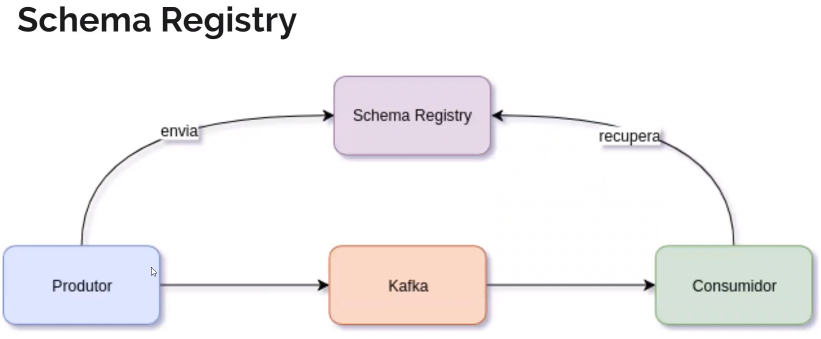 Schema Registry
Schema Registry
envia
recupera
Produtor
Kafka
Consumidor